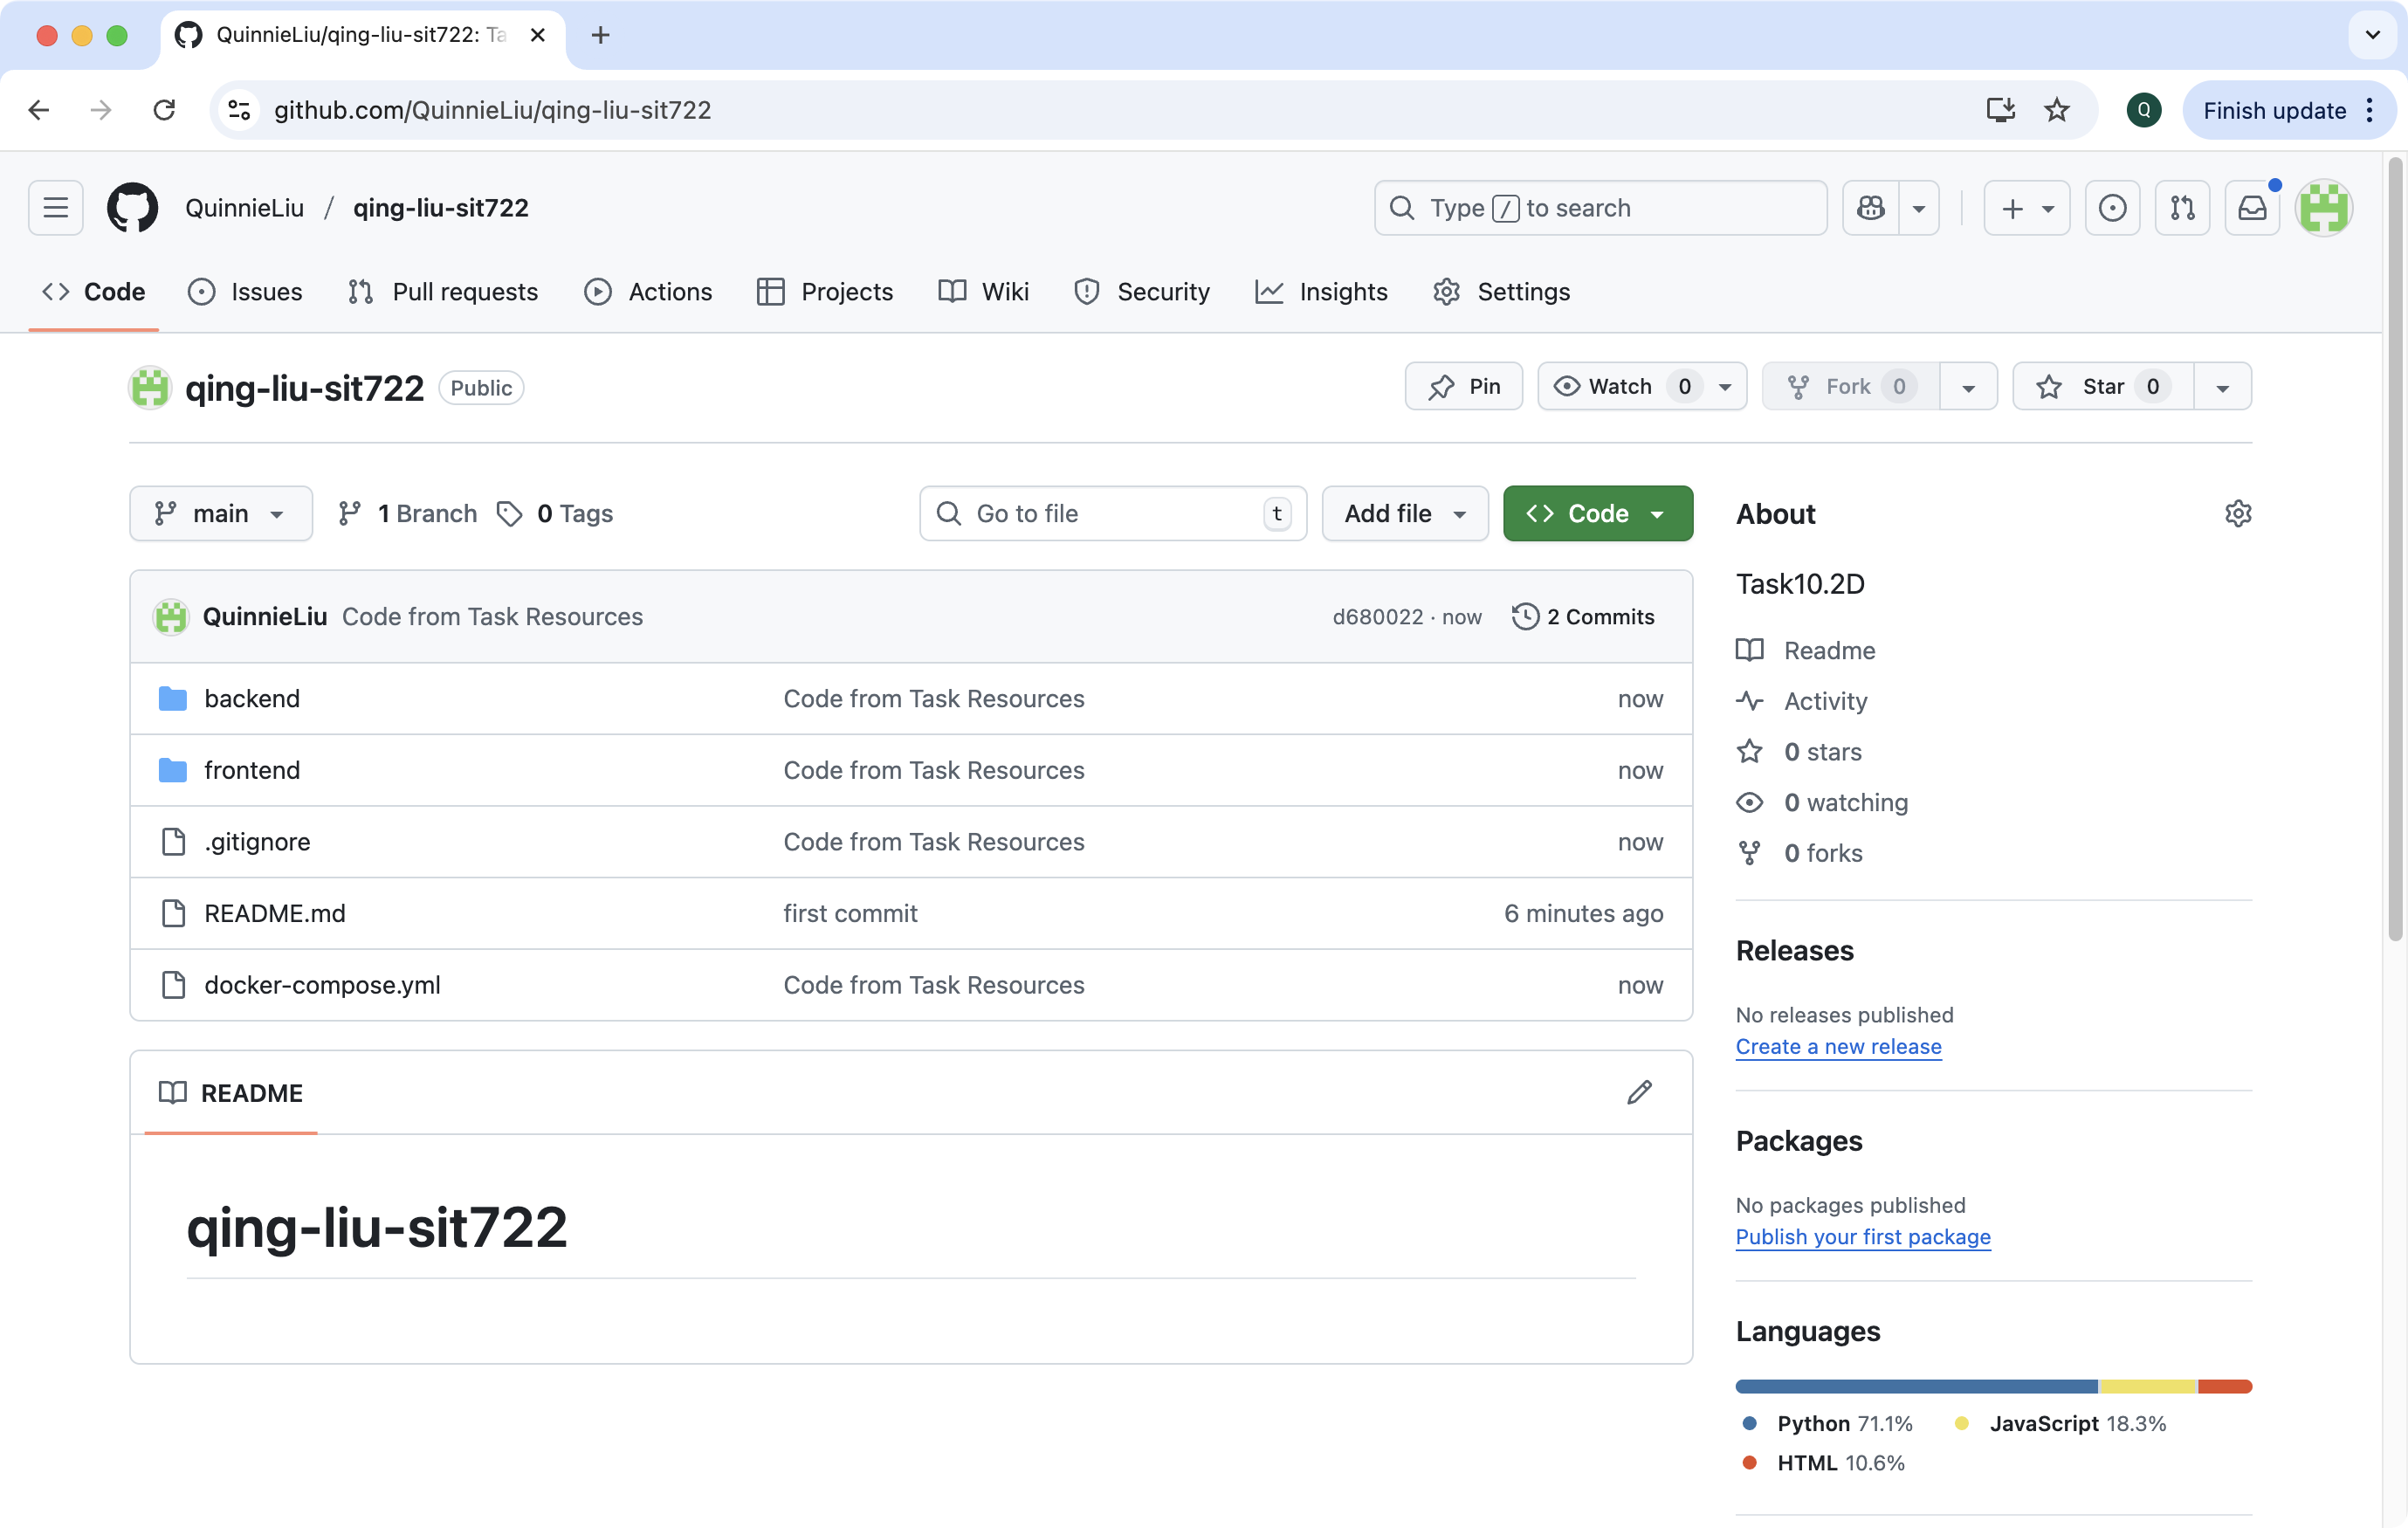 QuinnieLiu/qing-liu-sit722: Ta
github.com/QuinnieLiu/qing-liu-sit722
Q
Finish update
QuinnieLiu / qing-liu-sit722
Type / to search
Code
Issues
Pull requests
Actions
Projects
Wiki
Security
Insights
Settings
qing-liu-sit722
Public
Pin
Watch 0
Fork 0
Star 0
main
1 Branch
0 Tags
Go to file
t
Add file
Code
QuinnieLiu Code from Task Resources
d680022 · now
2 Commits
backend Code from Task Resources now
frontend Code from Task Resources now
.gitignore Code from Task Resources now
README.md first commit 6 minutes ago
docker-compose.yml Code from Task Resources now
README
qing-liu-sit722
About
Task10.2D
Readme
Activity
0 stars
0 watching
0 forks
Releases
No releases published
Create a new release
Packages
No packages published
Publish your first package
Languages
Python 71.1%
JavaScript 18.3%
HTML 10.6%